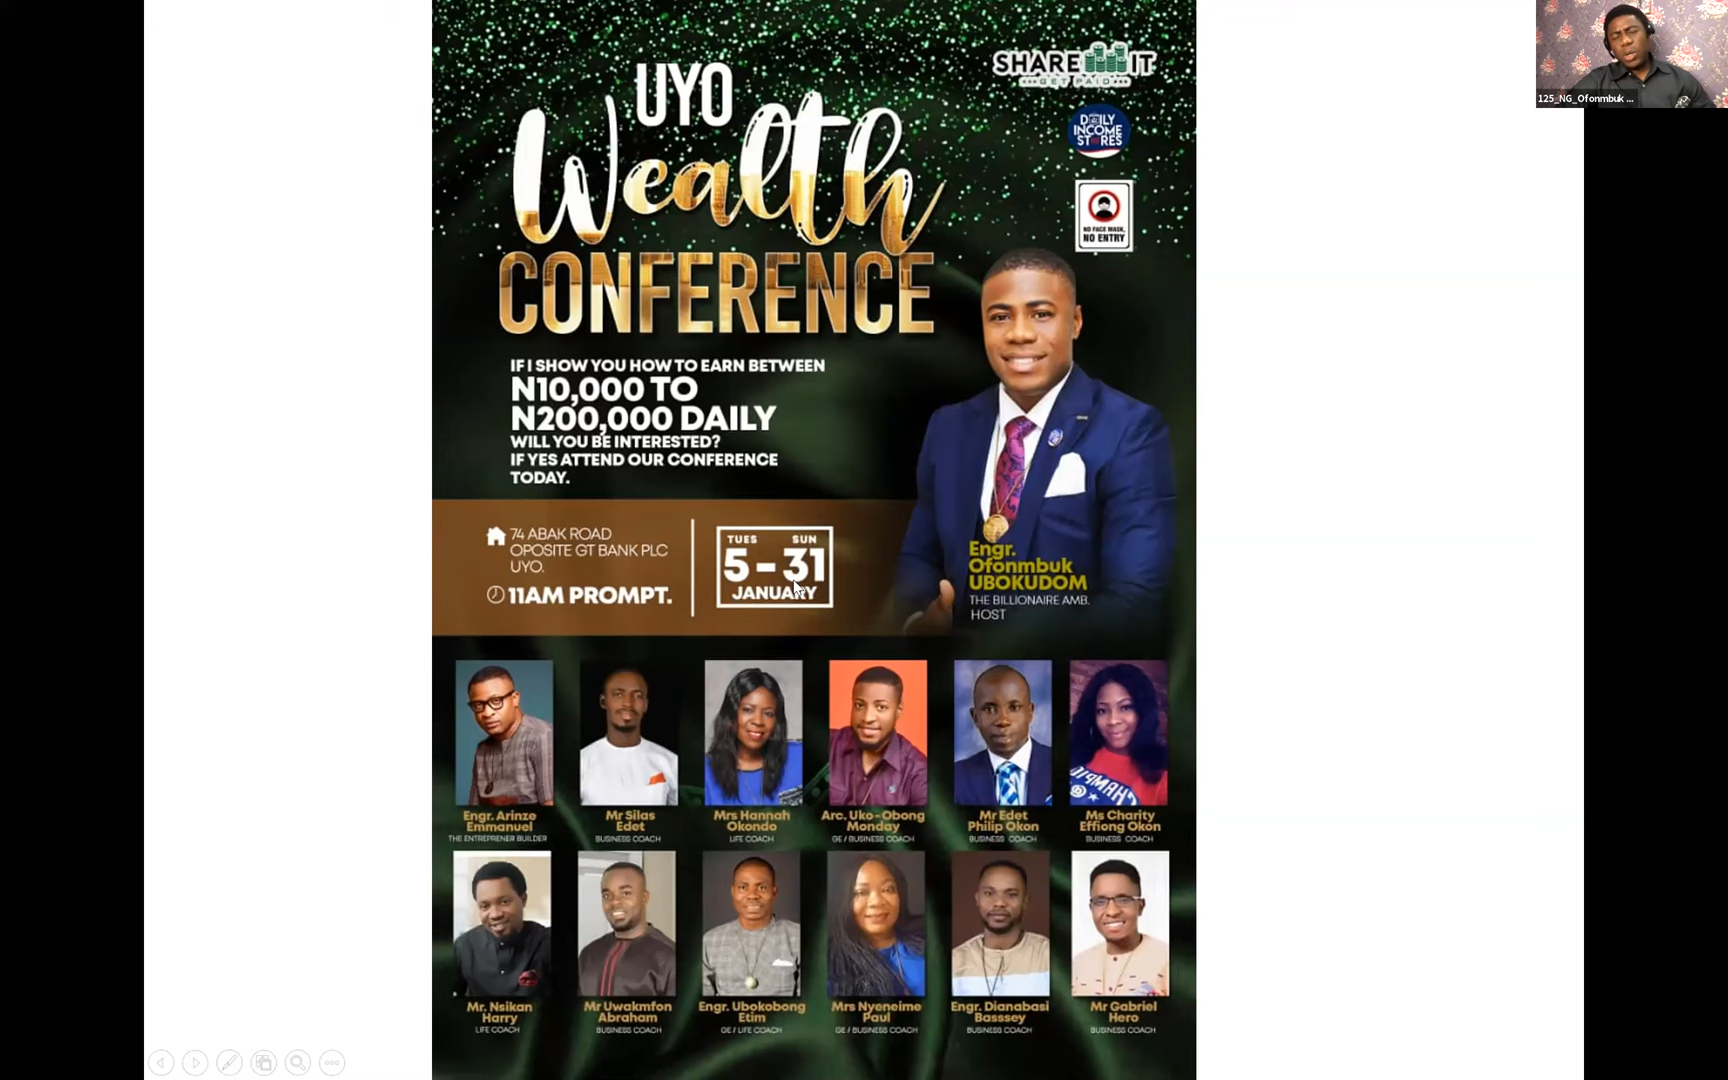 UYO
Wealth
CONFERENCE
SHARE IT
GET PAID
DAILY
INCOME
STORES
NO FACE MASK,
NO ENTRY
125_NG_Ofonmbuk ...
IF I SHOW YOU HOW TO EARN BETWEEN
N10,000 TO
N200,000 DAILY
WILL YOU BE INTERESTED?
IF YES ATTEND OUR CONFERENCE
TODAY.
74 ABAK ROAD
OPOSITE GT BANK PLC
UYO.
11AM PROMPT.
TUES SUN
5 - 31
JANUARY
Engr.
Ofonmbuk
UBOKUDOM
THE BILLIONAIRE AMB.
HOST
Engr. Arinze
Emmanuel
THE ENTREPRENER BUILDER
Mr Silas
Edet
BUSINESS COACH
Mrs Hannah
Okondo
LIFE COACH
Arc. Uko-Obong
Monday
GE / BUSINESS COACH
Mr Edet
Philip Okon
BUSINESS COACH
Ms Charity
Effiong Okon
BUSINESS COACH
Mr. Nsikan
Harry
LIFE COACH
Mr Uwakmfon
Abraham
BUSINESS COACH
Engr. Ubokobong
Etim
GE / LIFE COACH
Mrs Nyeneime
Paul
GE / BUSINESS COACH
Engr. Dianabasi
Basssey
BUSINESS COACH
Mr Gabriel
Hero
BUSINESS COACH